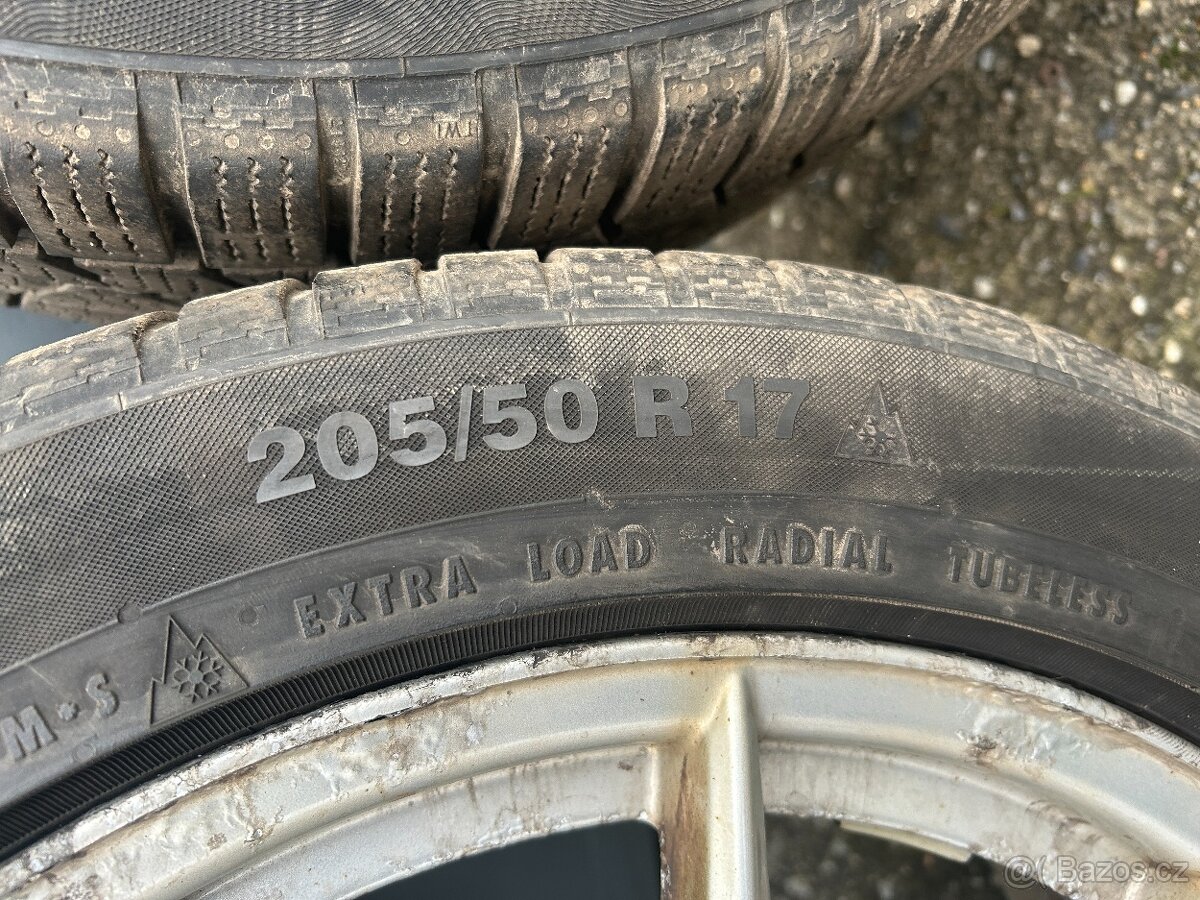 TWI
205/50 R 17
EXTRA LOAD RADIAL TUBELESS
M•S
@( Bazos.cz